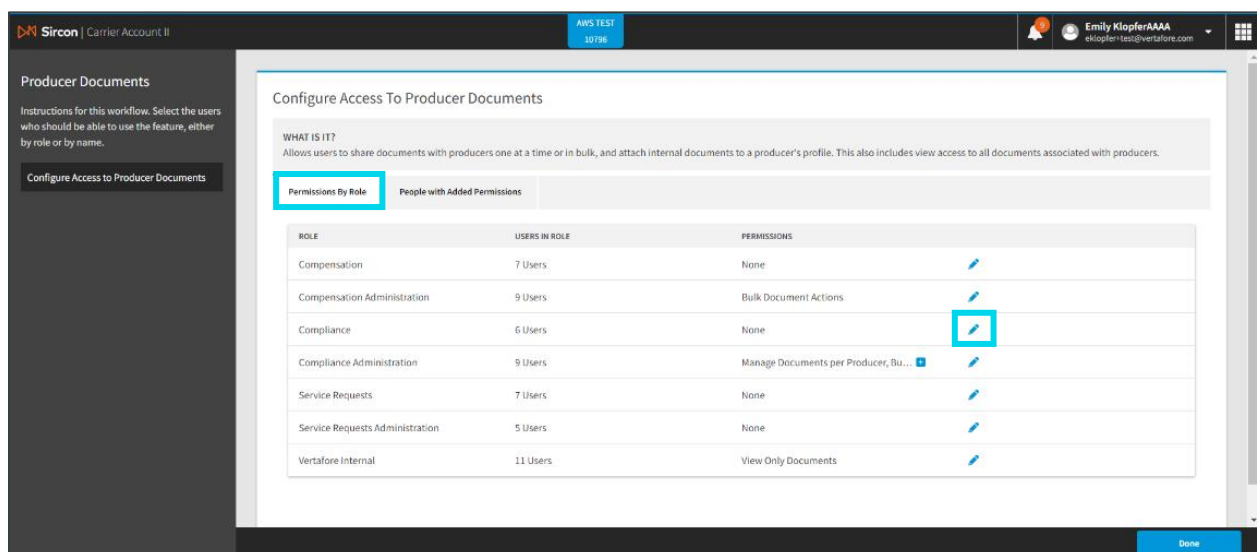 Sircon | Carrier Account II
AWS TEST
10796
9
Emily KlopferAAAA
eklopfer+test@vertafore.com
Producer Documents
Instructions for this workflow. Select the users
who should be able to use the feature, either
by role or by name.
Configure Access to Producer Documents
Configure Access To Producer Documents
WHAT IS IT?
Allows users to share documents with producers one at a time or in bulk, and attach internal documents to a producer's profile. This also includes view access to all documents associated with producers.
Permissions By Role People with Added Permissions
ROLE USERS IN ROLE PERMISSIONS
Compensation 7 Users None
Compensation Administration 9 Users Bulk Document Actions
Compliance 6 Users None
Compliance Administration 9 Users Manage Documents per Producer, Bu...
Service Requests 7 Users None
Service Requests Administration 5 Users None
Vertafore Internal 11 Users View Only Documents
Done